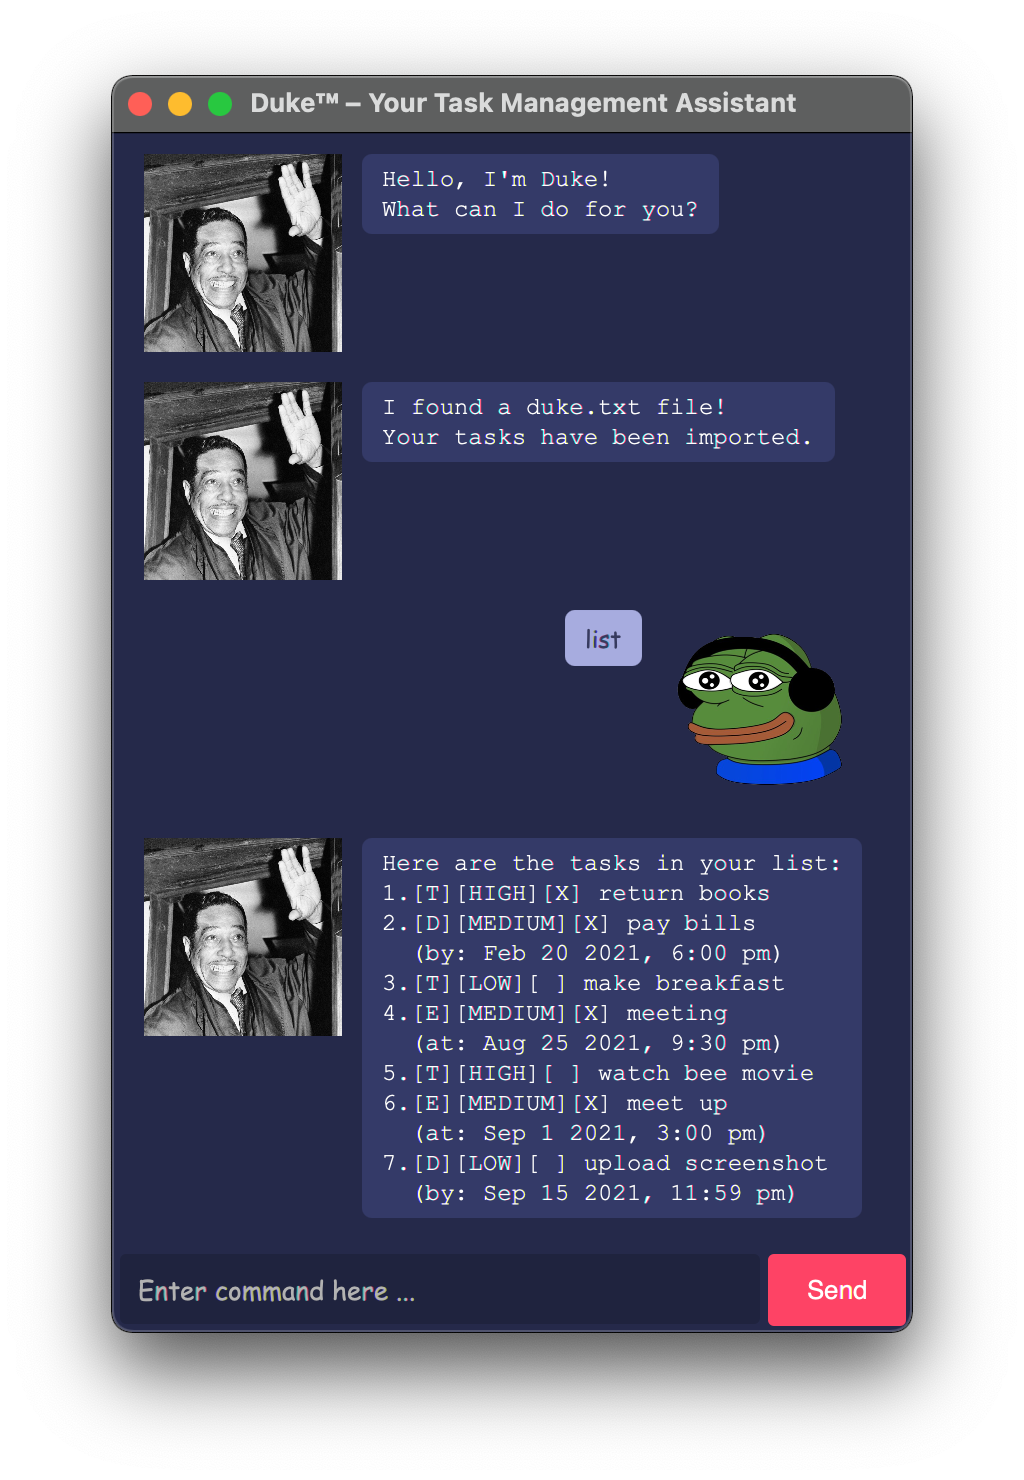 Duke™ – Your Task Management Assistant
Hello, I'm Duke!
What can I do for you?
I found a duke.txt file!
Your tasks have been imported.
list
Here are the tasks in your list:
1.[T][HIGH][X] return books
2.[D][MEDIUM][X] pay bills
(by: Feb 20 2021, 6:00 pm)
3.[T][LOW][ ] make breakfast
4.[E][MEDIUM][X] meeting
(at: Aug 25 2021, 9:30 pm)
5.[T][HIGH][ ] watch bee movie
6.[E][MEDIUM][X] meet up
(at: Sep 1 2021, 3:00 pm)
7.[D][LOW][ ] upload screenshot
(by: Sep 15 2021, 11:59 pm)
Enter command here ...
Send